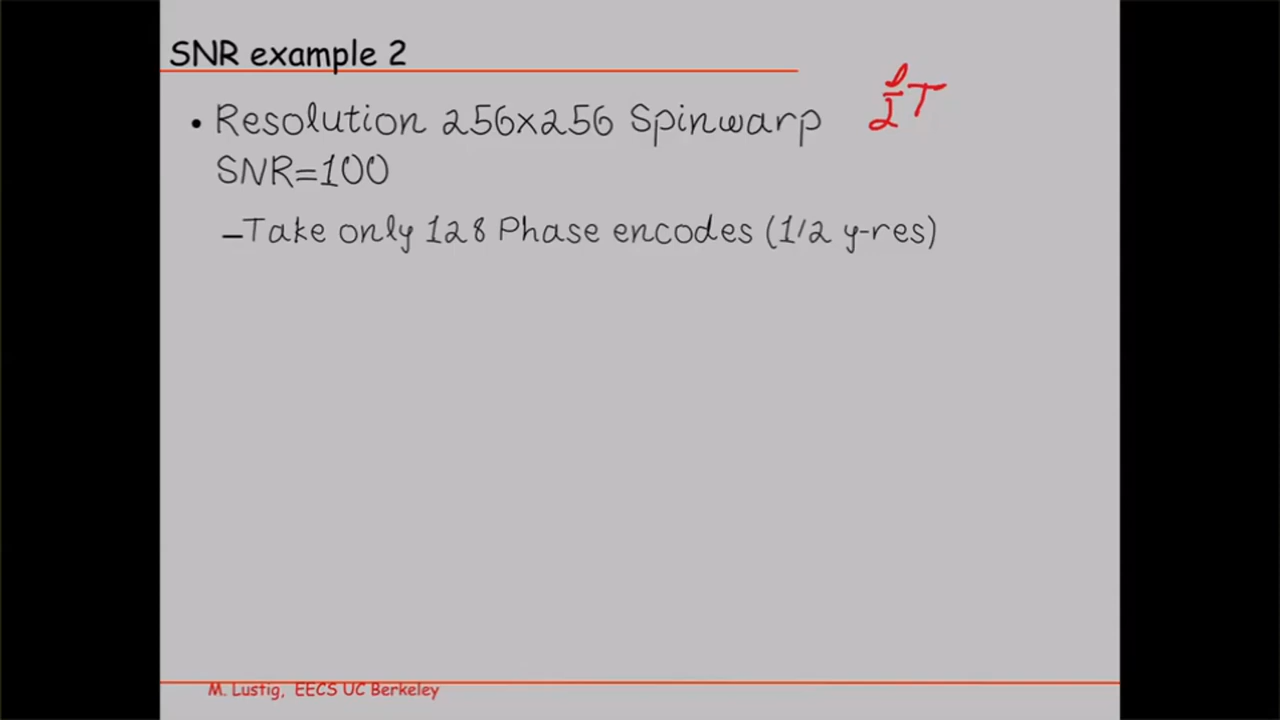 SNR example 2
• Resolution 256x256 Spinwarp
SNR=100
–Take only 128 Phase encodes (1/2 y-res)
1/2 T
M. Lustig, EECS UC Berkeley